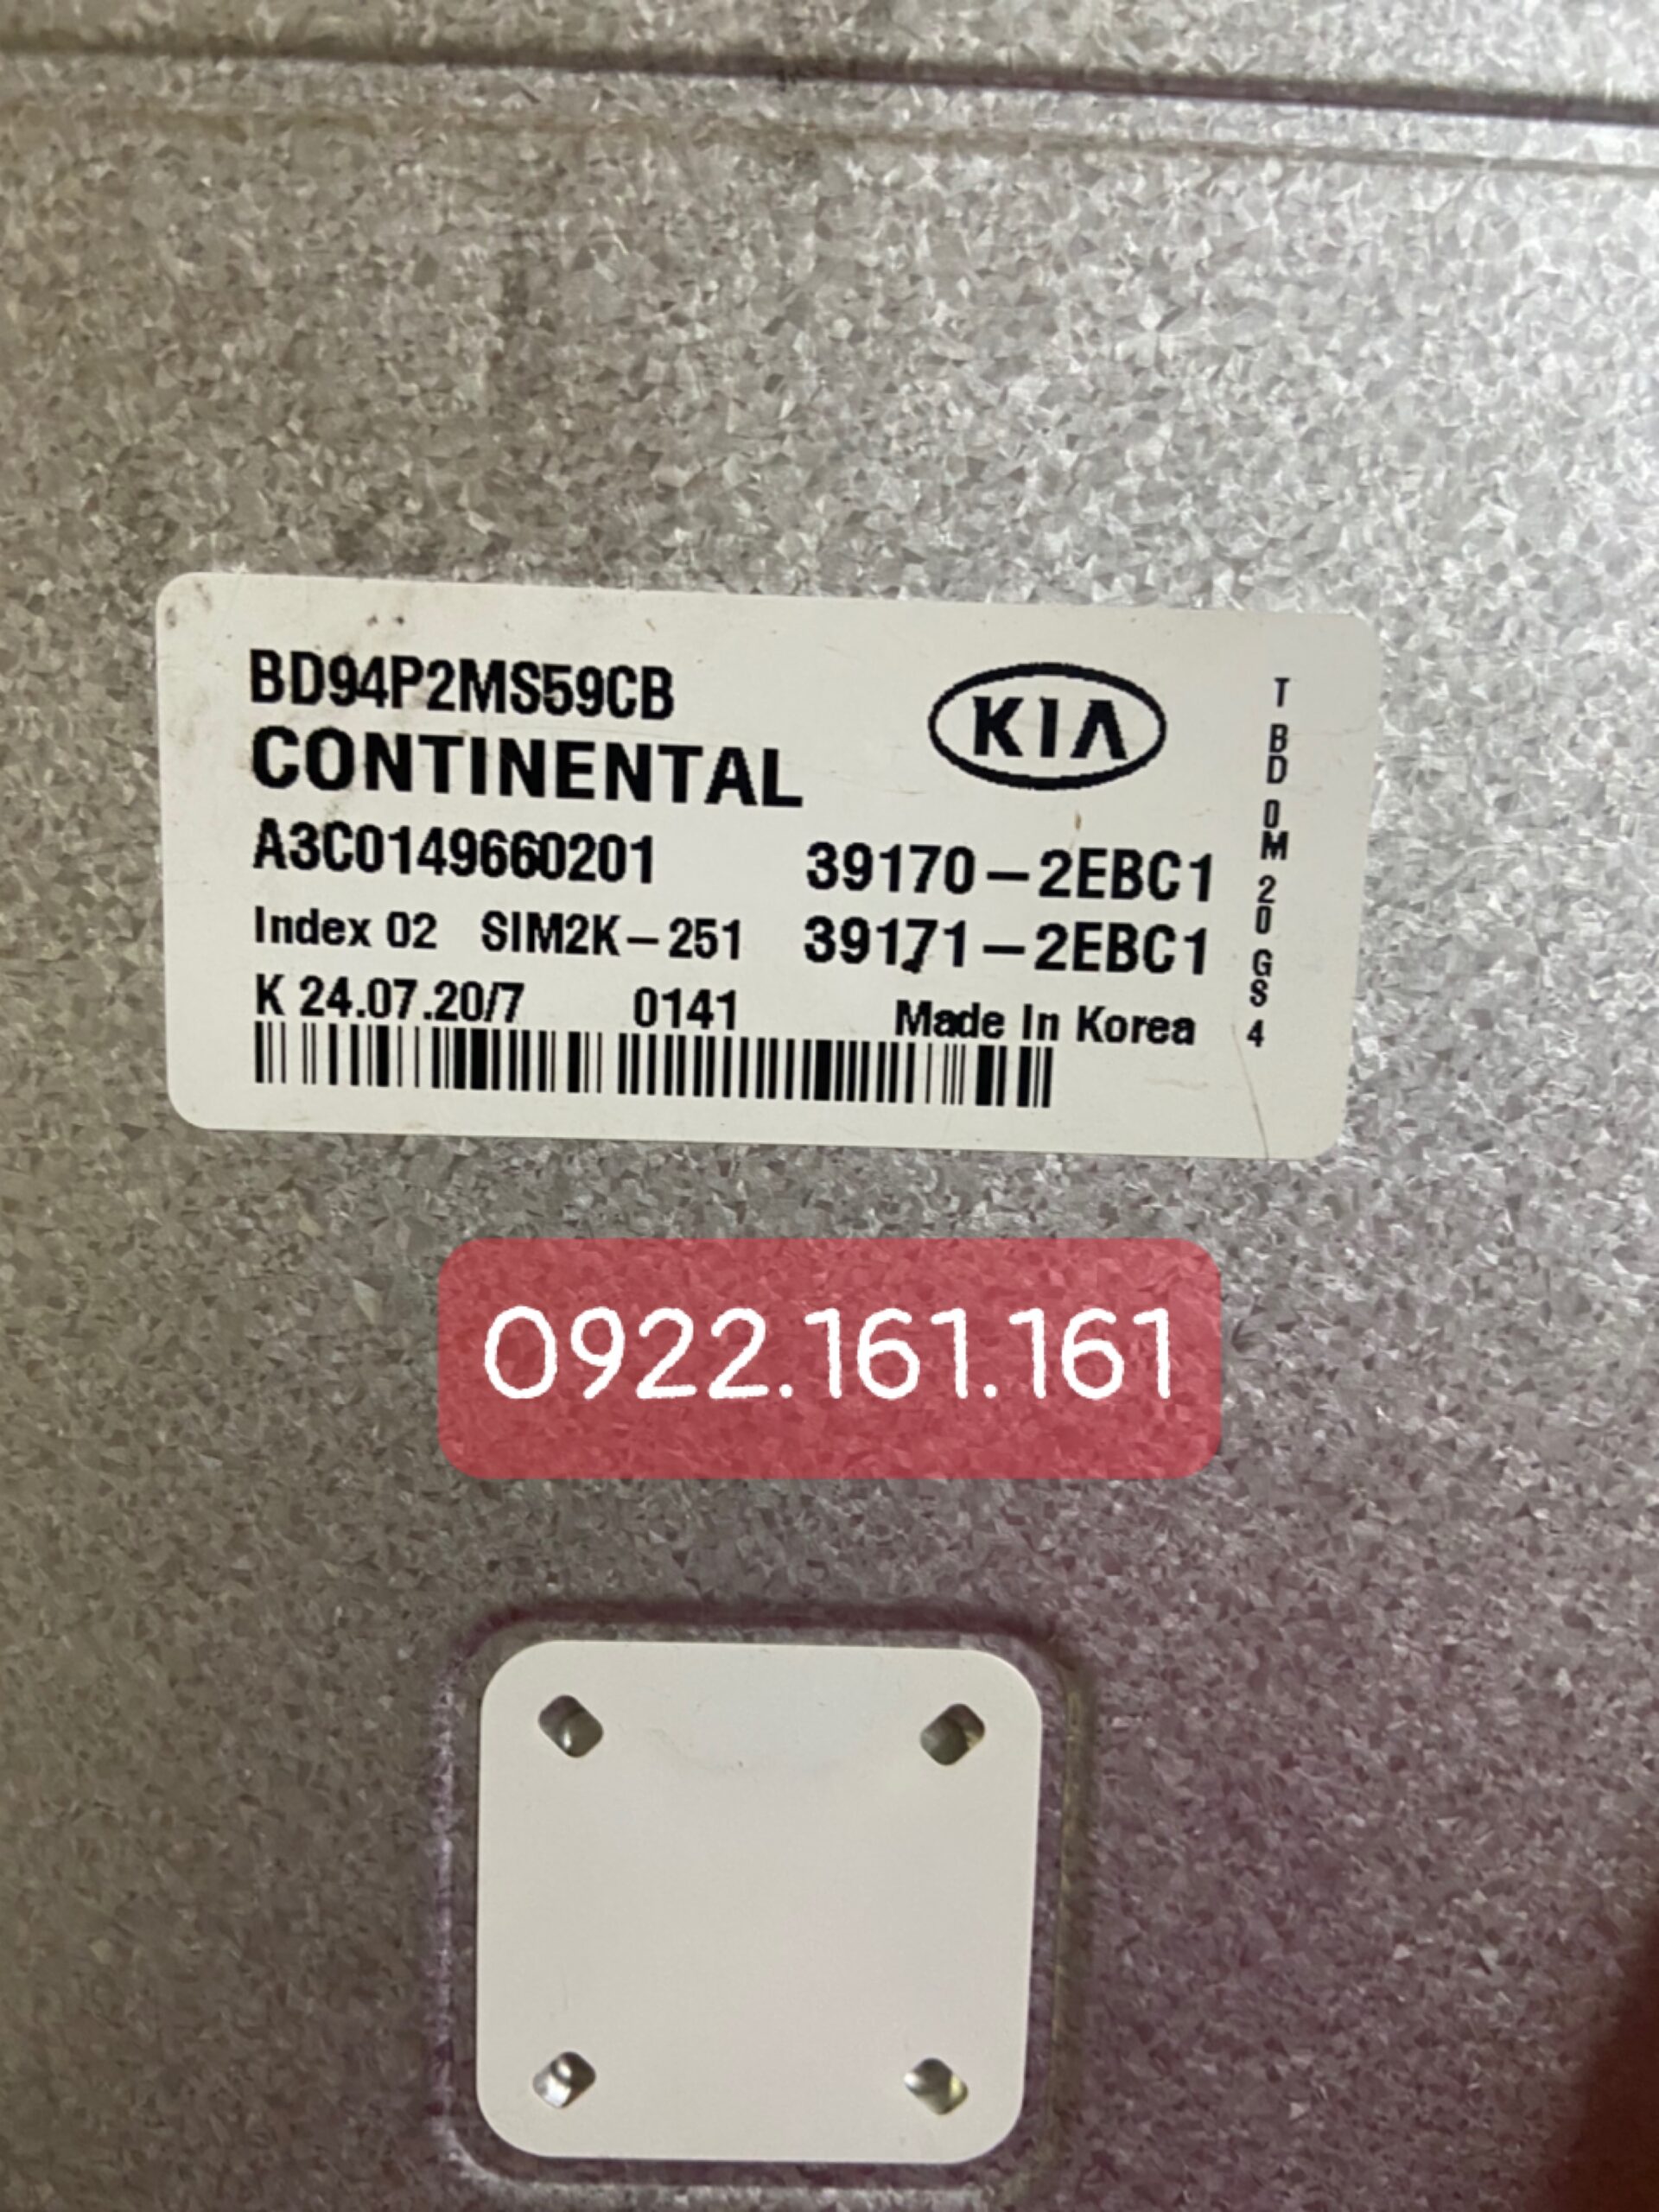 BD94P2MS59CB
KIA
CONTINENTAL
A3C0149660201 39170-2EBC1
Index 02 SIM2K-251 39171-2EBC1
K 24.07.20/7 0141 Made In Korea
T BD 0M 20 GS 4
0922.161.161